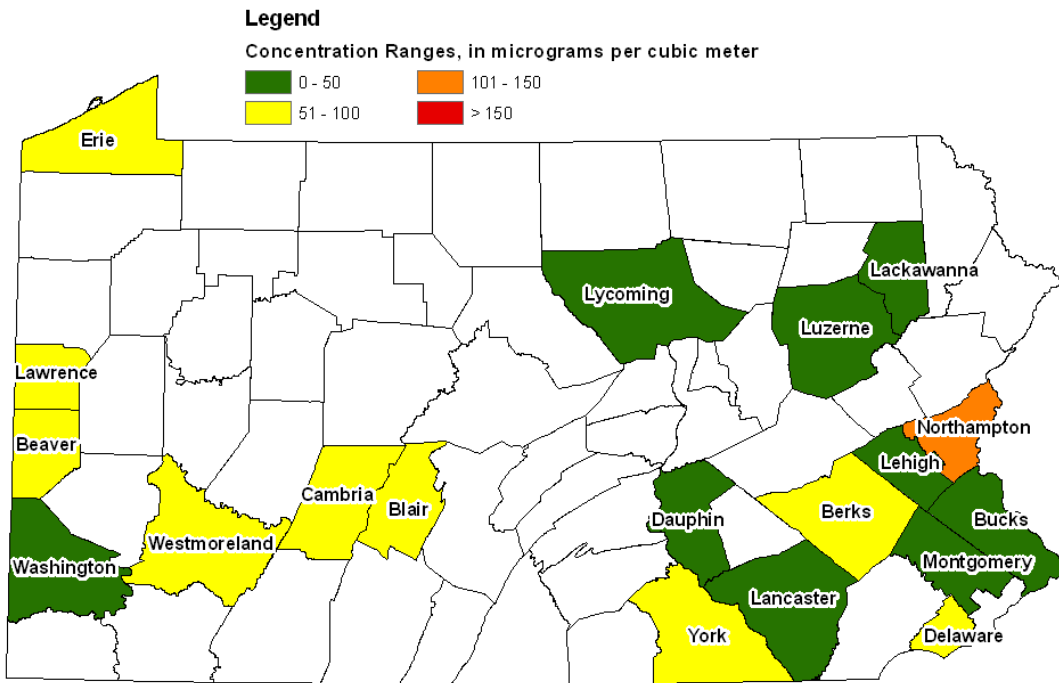 Legend
Concentration Ranges, in micrograms per cubic meter
0 - 50
101 - 150
51 - 100
> 150
Erie
Lackawanna
Lycoming
Luzerne
Lawrence
Northampton
Beaver
Lehigh
Cambria
Blair
Berks
Dauphin
Bucks
Westmoreland
Washington
Montgomery
Lancaster
York
Delaware